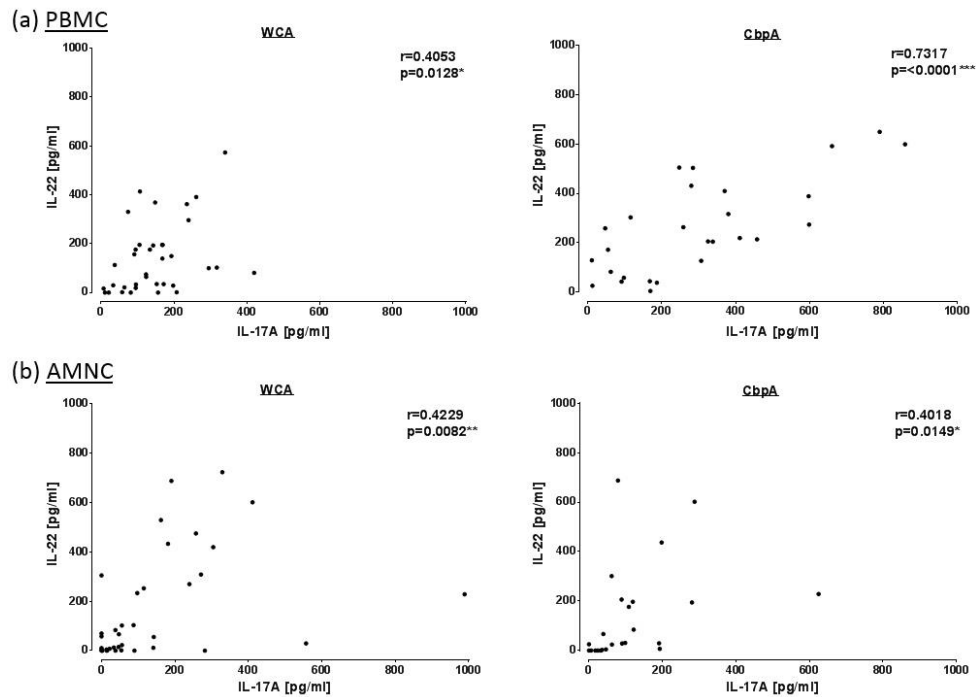 (a) PBMC
WCA
r=0.4053
p=0.0128*
1000
800
600
400
200
0
IL-22 [pg/ml]
0 200 400 600 800 1000
IL-17A [pg/ml]
CbpA
r=0.7317
p=<0.0001***
1000
800
600
400
200
0
IL-22 [pg/ml]
0 200 400 600 800 1000
IL-17A [pg/ml]
(b) AMNC
WCA
r=0.4229
p=0.0082**
1000
800
600
400
200
0
IL-22 [pg/ml]
0 200 400 600 800 1000
IL-17A [pg/ml]
CbpA
r=0.4018
p=0.0149*
1000
800
600
400
200
0
IL-22 [pg/ml]
0 200 400 600 800 1000
IL-17A [pg/ml]